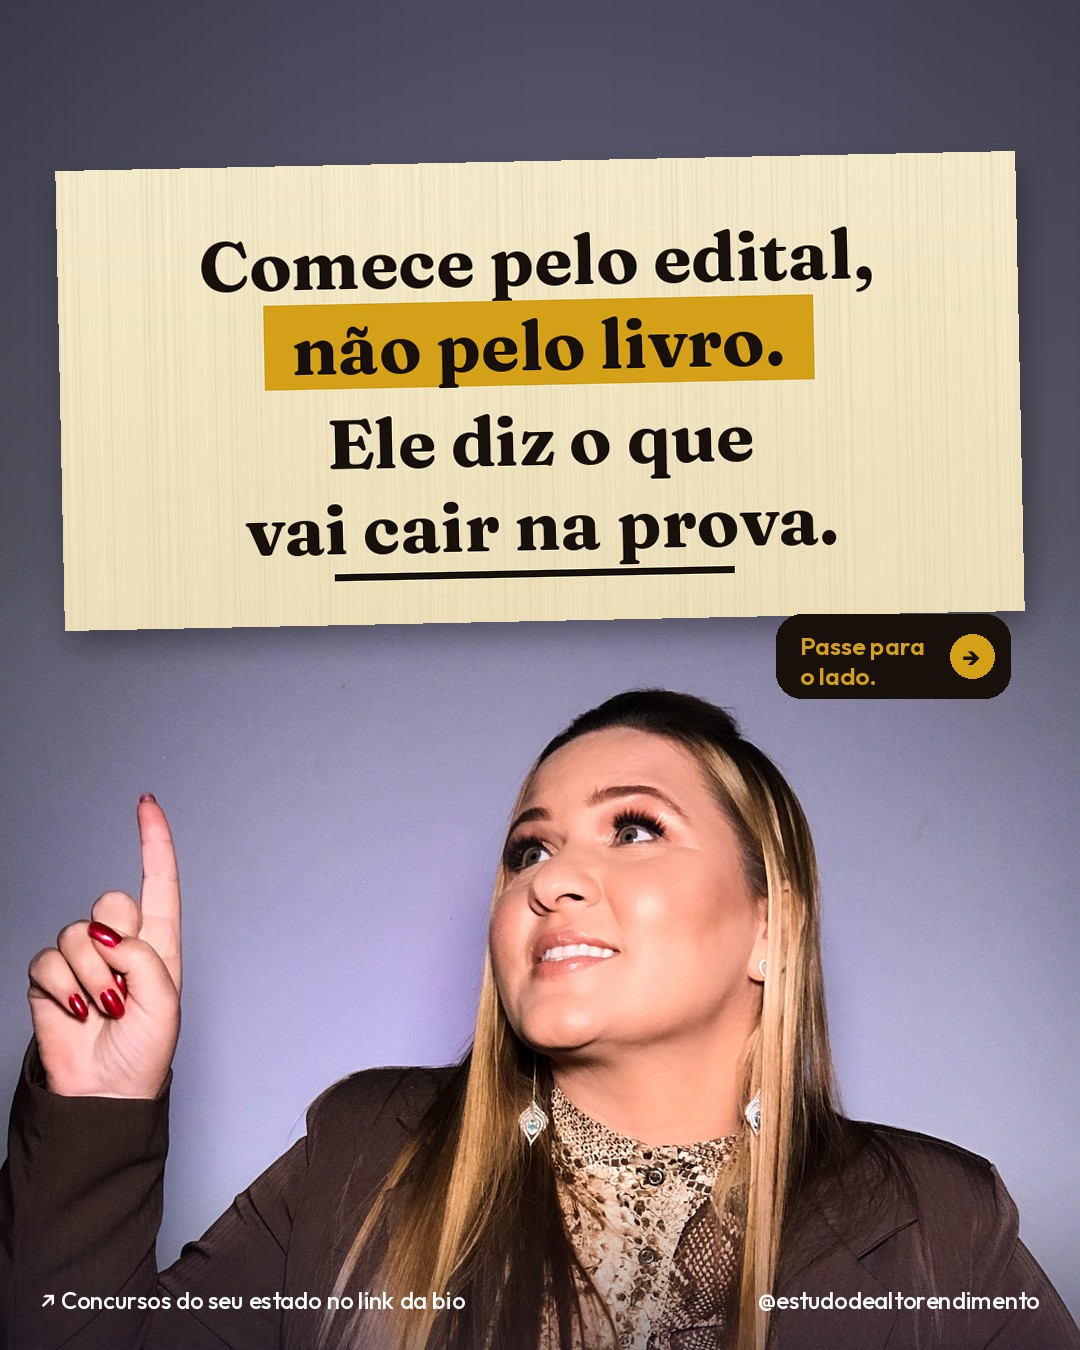 Comece pelo edital,
não pelo livro.
Ele diz o que
vai cair na prova.
Passe para
o lado.
↗ Concursos do seu estado no link da bio
@estudodealtorendimento